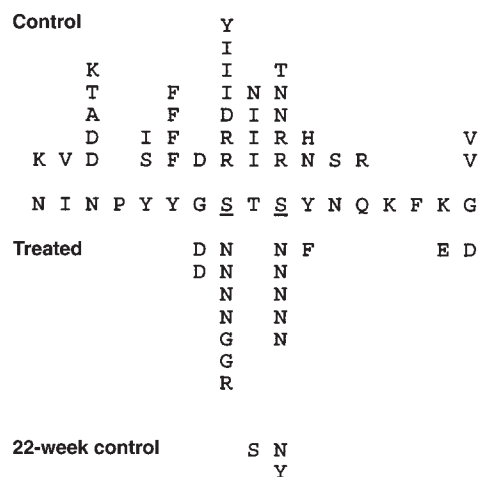 Control Y
I
K I T
T F I N N
A F D I N
D I F R I R H V
K V D S F D R I R N S R V
N I N P Y Y G S T S Y N Q K F K G
Treated D N N F E D
D N N
N N
N N
G N
G
R
22-week control S N
Y